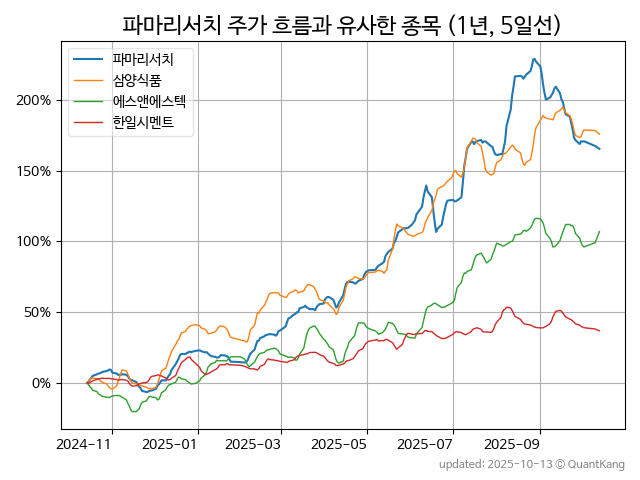 파마리서치 주가 흐름과 유사한 종목 (1년, 5일선)
파마리서치
삼양식품
에스앤에스텍
한일시멘트
200%
150%
100%
50%
0%
2024-11 2025-01 2025-03 2025-05 2025-07 2025-09
updated: 2025-10-13 © QuantKang